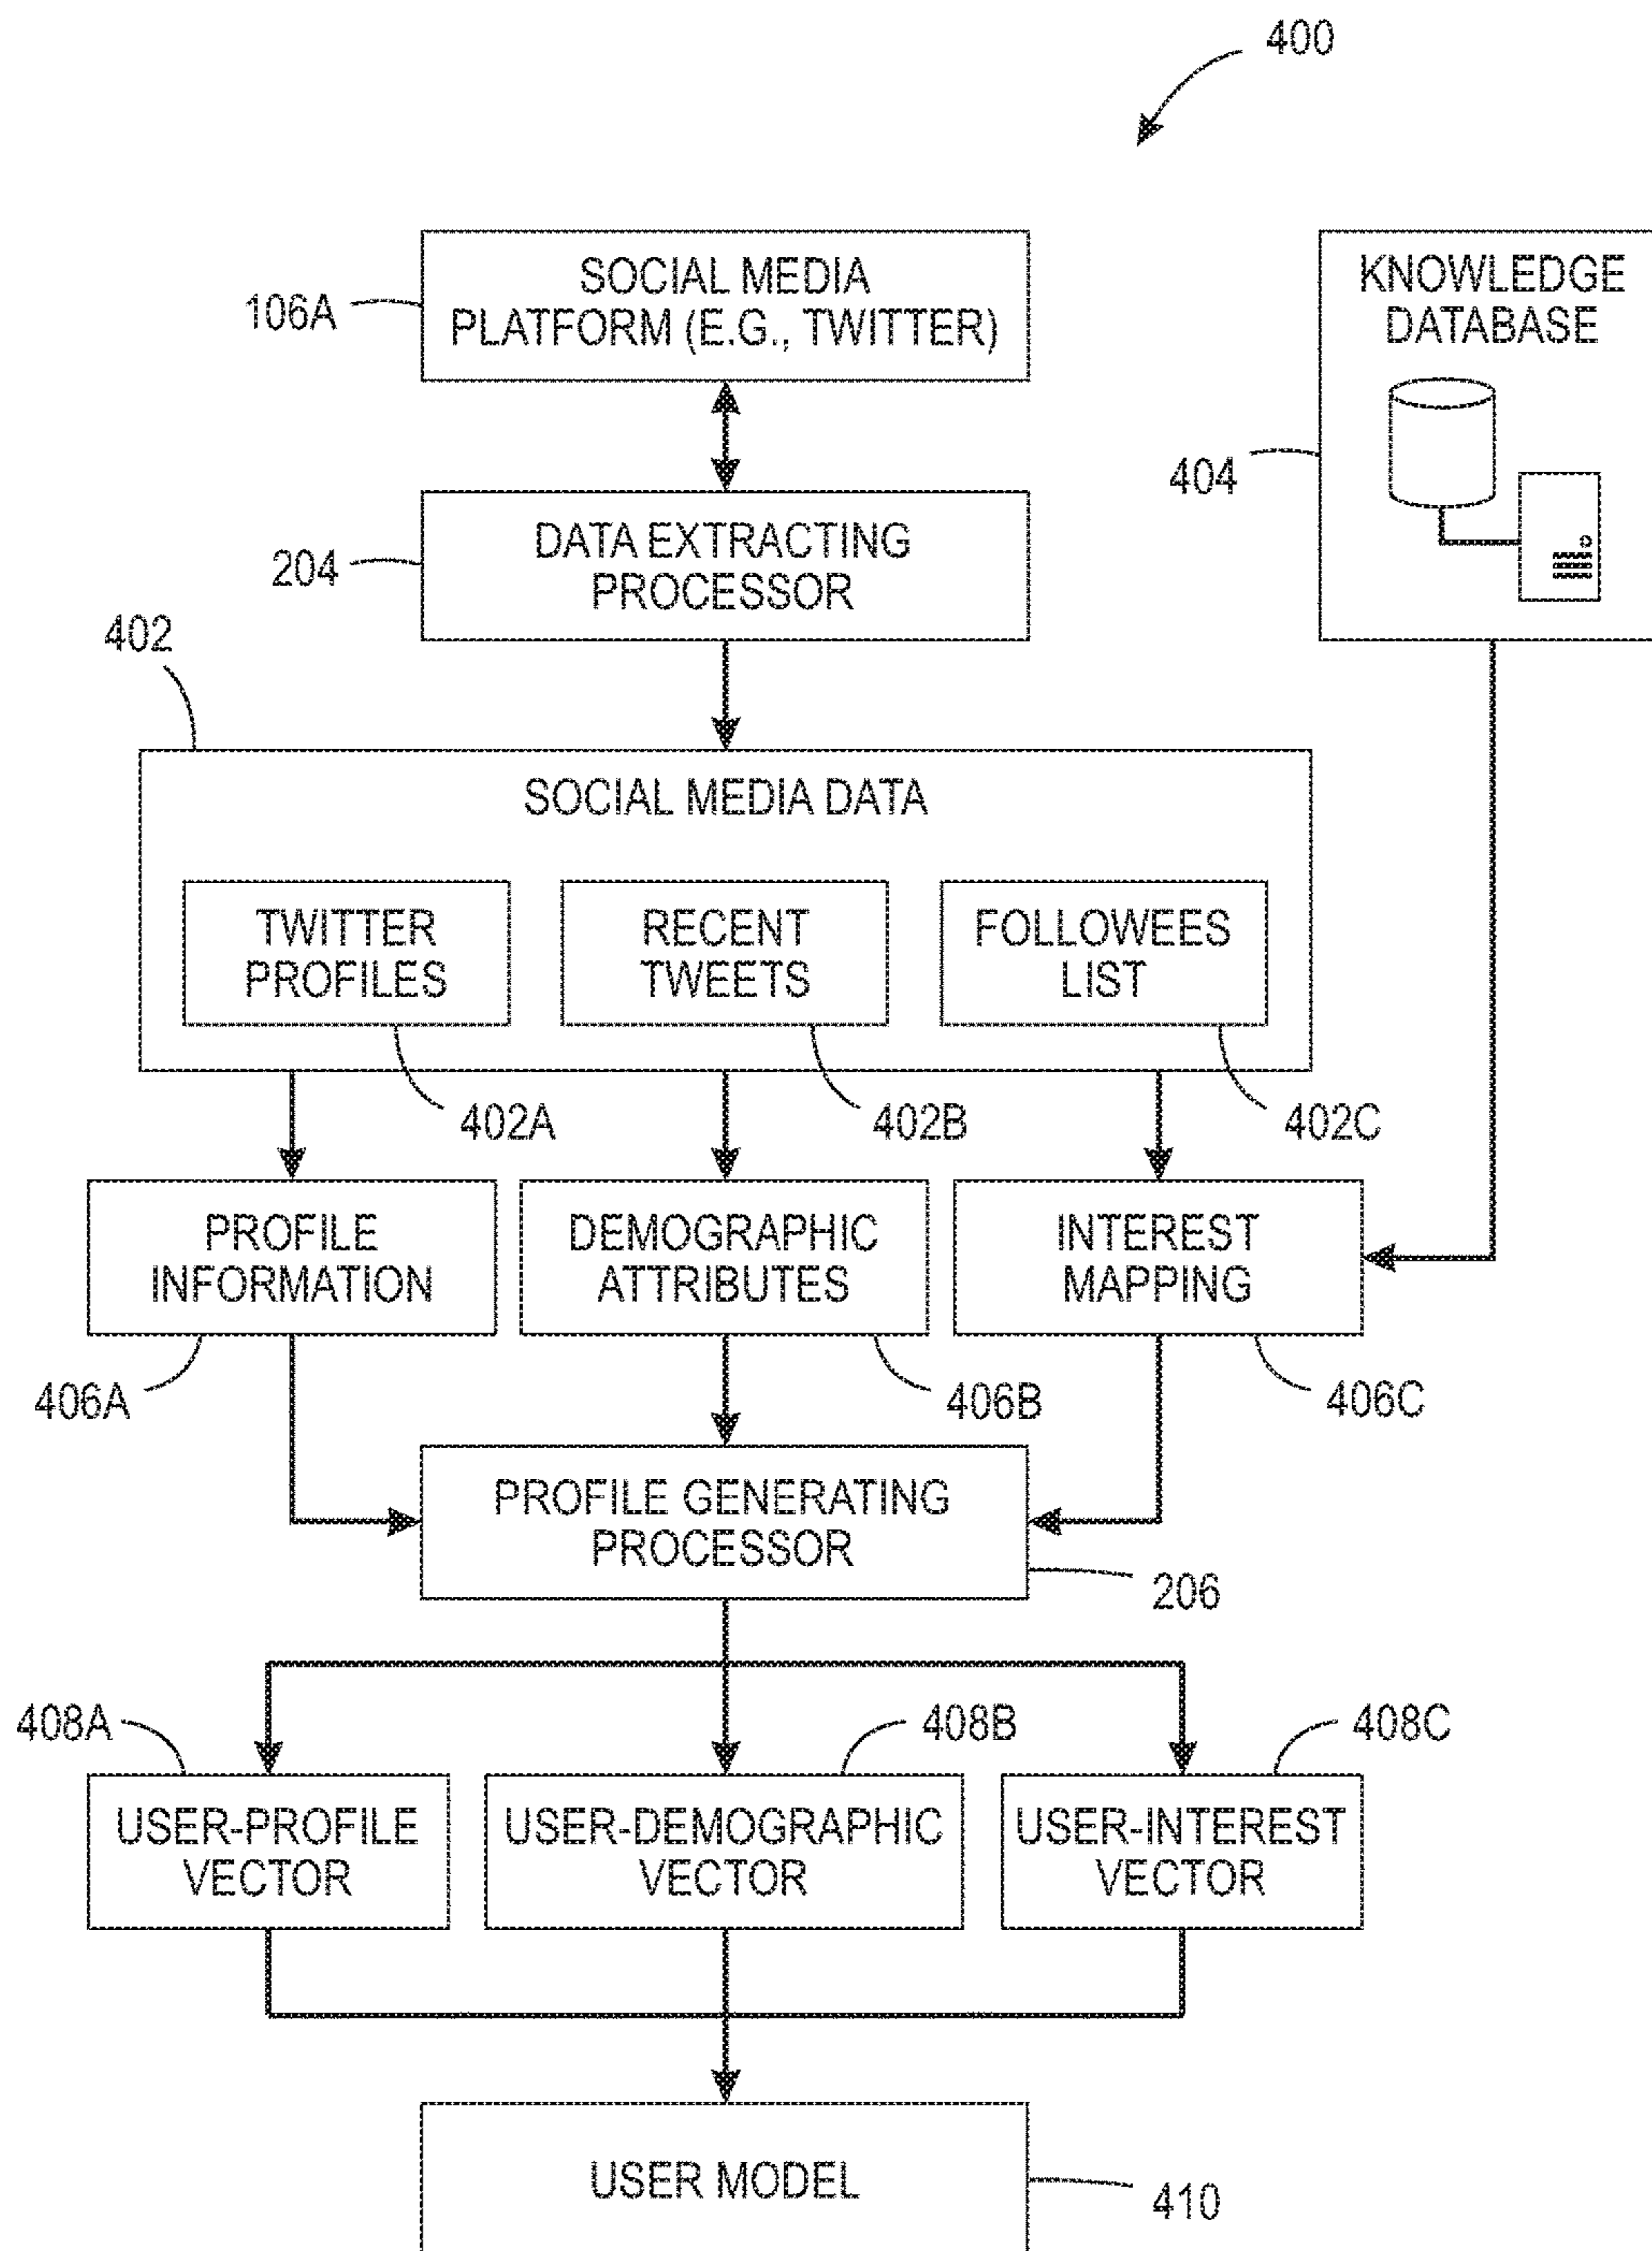 400
SOCIAL MEDIA
PLATFORM (E.G., TWITTER)
106A
KNOWLEDGE
DATABASE
404
DATA EXTRACTING
PROCESSOR
204
402
SOCIAL MEDIA DATA
TWITTER
PROFILES
RECENT
TWEETS
FOLLOWEES
LIST
402A
402B
402C
PROFILE
INFORMATION
DEMOGRAPHIC
ATTRIBUTES
INTEREST
MAPPING
406A
406B
406C
PROFILE GENERATING
PROCESSOR
206
408A
408B
408C
USER-PROFILE
VECTOR
USER-DEMOGRAPHIC
VECTOR
USER-INTEREST
VECTOR
USER MODEL
410